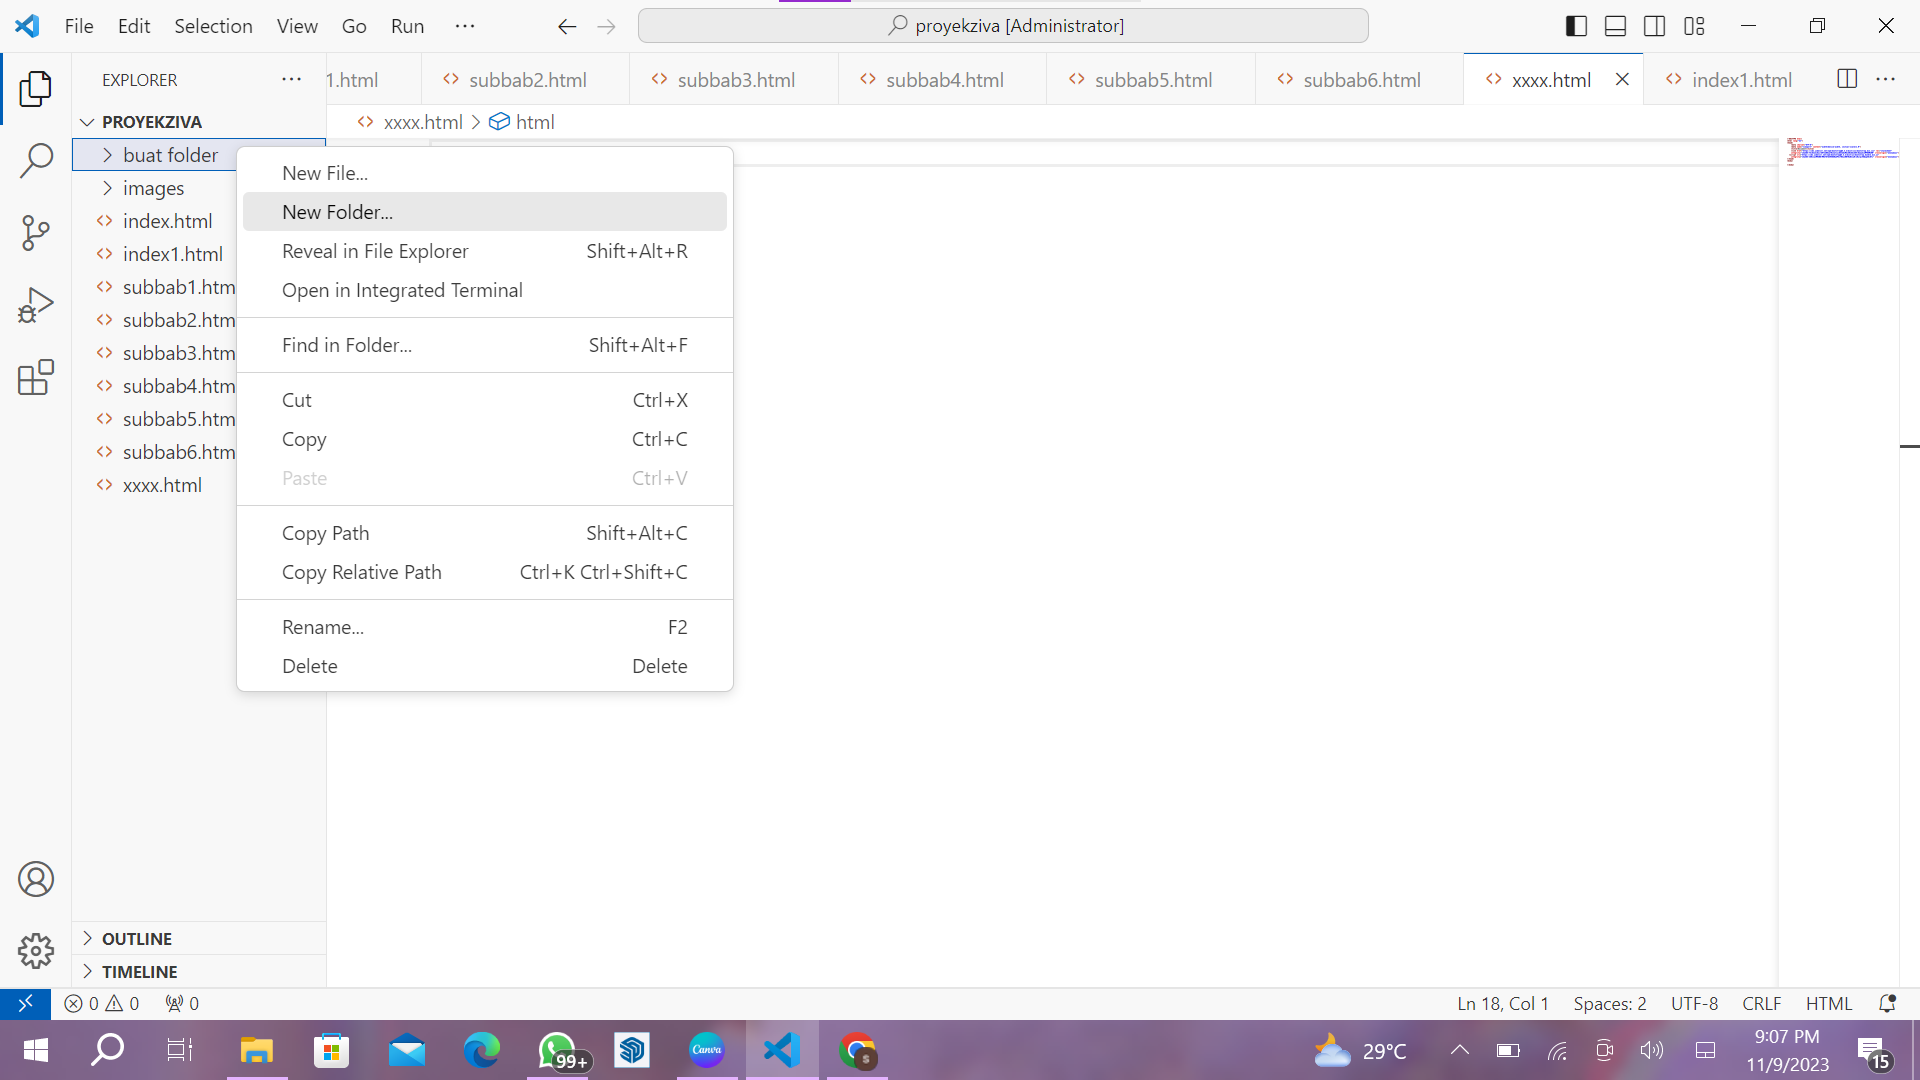 File Edit Selection View Go Run ··· proyekziva [Administrator]
EXPLORER ··· 1.html subbab2.html subbab3.html subbab4.html subbab5.html subbab6.html xxxx.html index1.html ···
PROYEKZIVA
xxxx.html > html
buat folder
images
index.html
index1.html
subbab1.htm
subbab2.htm
subbab3.htm
subbab4.htm
subbab5.htm
subbab6.htm
xxxx.html
New File...
New Folder...
Reveal in File Explorer Shift+Alt+R
Open in Integrated Terminal
Find in Folder... Shift+Alt+F
Cut Ctrl+X
Copy Ctrl+C
Paste Ctrl+V
Copy Path Shift+Alt+C
Copy Relative Path Ctrl+K Ctrl+Shift+C
Rename... F2
Delete Delete
OUTLINE
TIMELINE
0 0 0 Ln 18, Col 1 Spaces: 2 UTF-8 CRLF HTML
99+ Canva s 29°C 9:07 PM
11/9/2023 15